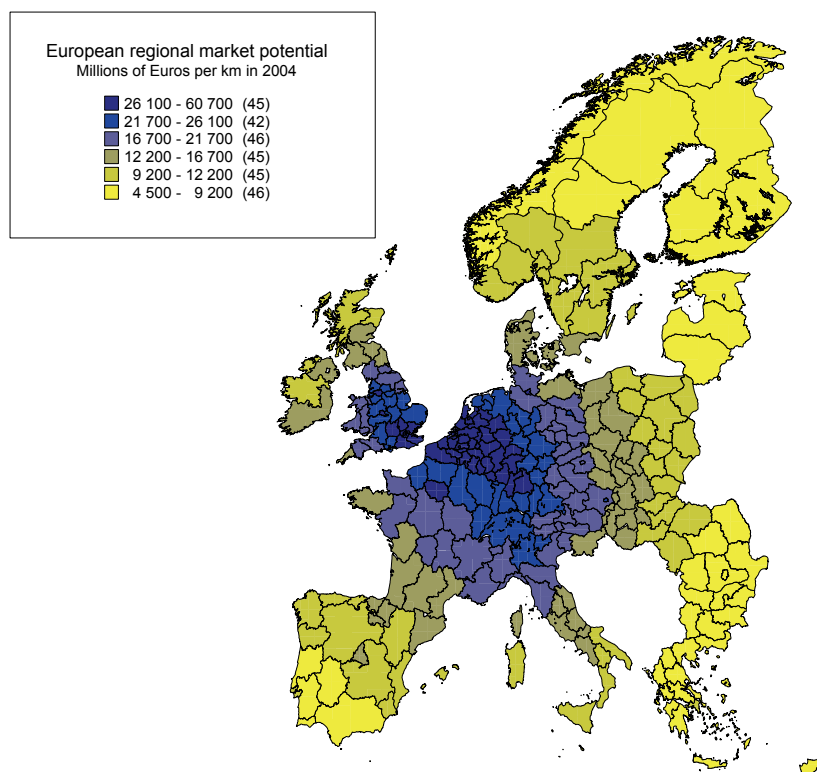 European regional market potential
Millions of Euros per km in 2004
26 100 - 60 700 (45)
21 700 - 26 100 (42)
16 700 - 21 700 (46)
12 200 - 16 700 (45)
9 200 - 12 200 (45)
4 500 - 9 200 (46)